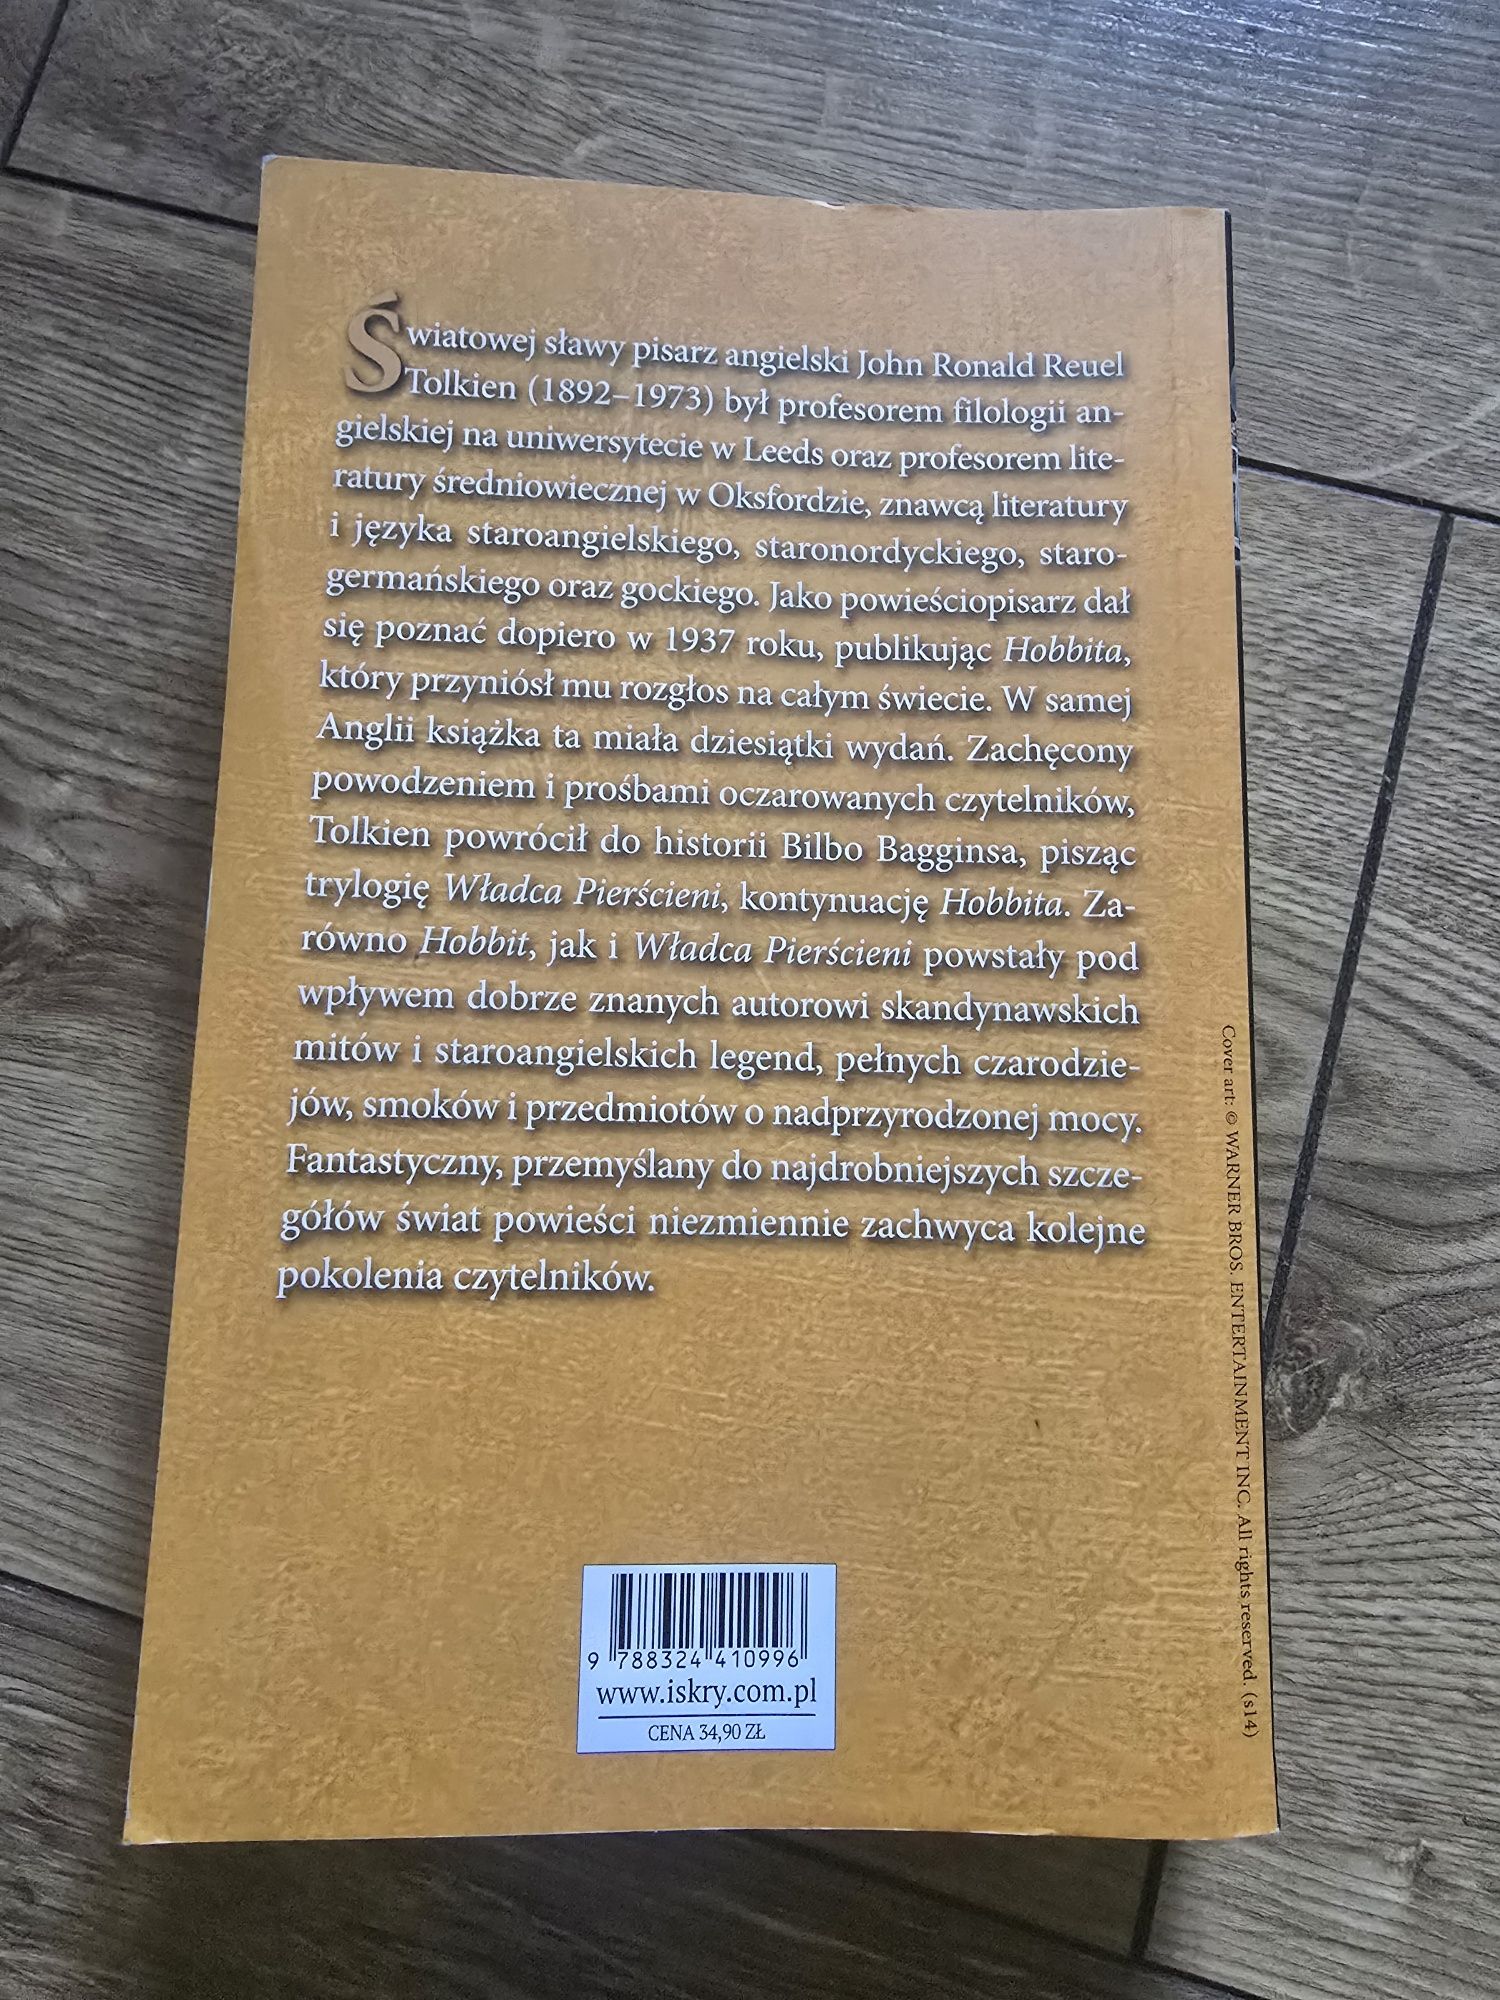 Światowej sławy pisarz angielski John Ronald Reuel
Tolkien (1892–1973) był profesorem filologii an-
gielskiej na uniwersytecie w Leeds oraz profesorem lite-
ratury średniowiecznej w Oksfordzie, znawcą literatury
i języka staroangielskiego, staronordyckiego, staro-
germańskiego oraz gockiego. Jako powieściopisarz dał
się poznać dopiero w 1937 roku, publikując Hobbita,
który przyniósł mu rozgłos na całym świecie. W samej
Anglii książka ta miała dziesiątki wydań. Zachęcony
powodzeniem i prośbami oczarowanych czytelników,
Tolkien powrócił do historii Bilbo Bagginsa, pisząc
trylogię Władca Pierścieni, kontynuację Hobbita. Za-
równo Hobbit, jak i Władca Pierścieni powstały pod
wpływem dobrze znanych autorowi skandynawskich
mitów i staroangielskich legend, pełnych czarodzie-
jów, smoków i przedmiotów o nadprzyrodzonej mocy.
Fantastyczny, przemyślany do najdrobniejszych szcze-
gółów świat powieści niezmiennie zachwyca kolejne
pokolenia czytelników.
Cover art: © WARNER BROS. ENTERTAINMENT INC. All rights reserved. (s14)
9 788324 410996
www.iskry.com.pl
CENA 34,90 ZŁ